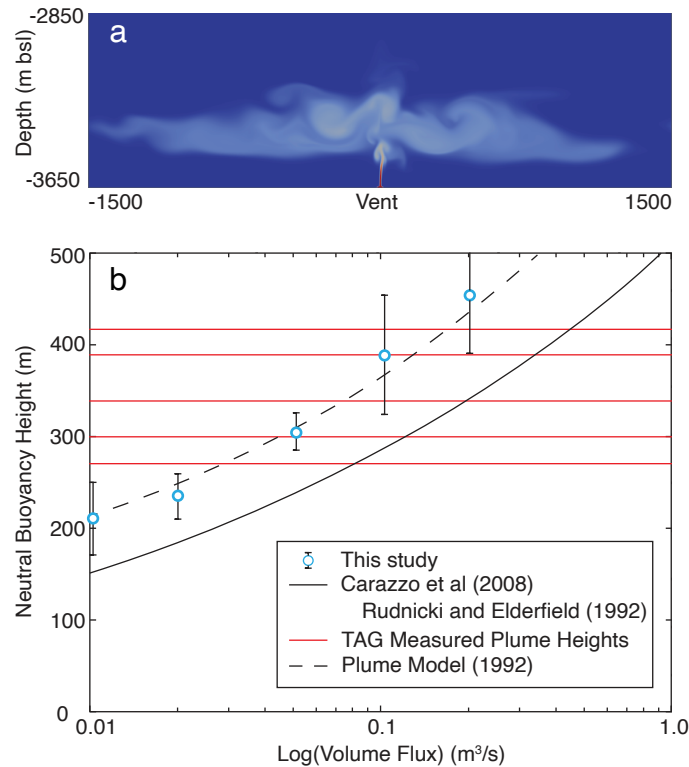 -2850
a
Depth (m bsl)
-3650
-1500 Vent 1500
b
500
400
300
200
100
0
Neutral Buoyancy Height (m)
This study
Carazzo et al (2008)
Rudnicki and Elderfield (1992)
TAG Measured Plume Heights
Plume Model (1992)
0.01 0.1 1.0
Log(Volume Flux) (m³/s)